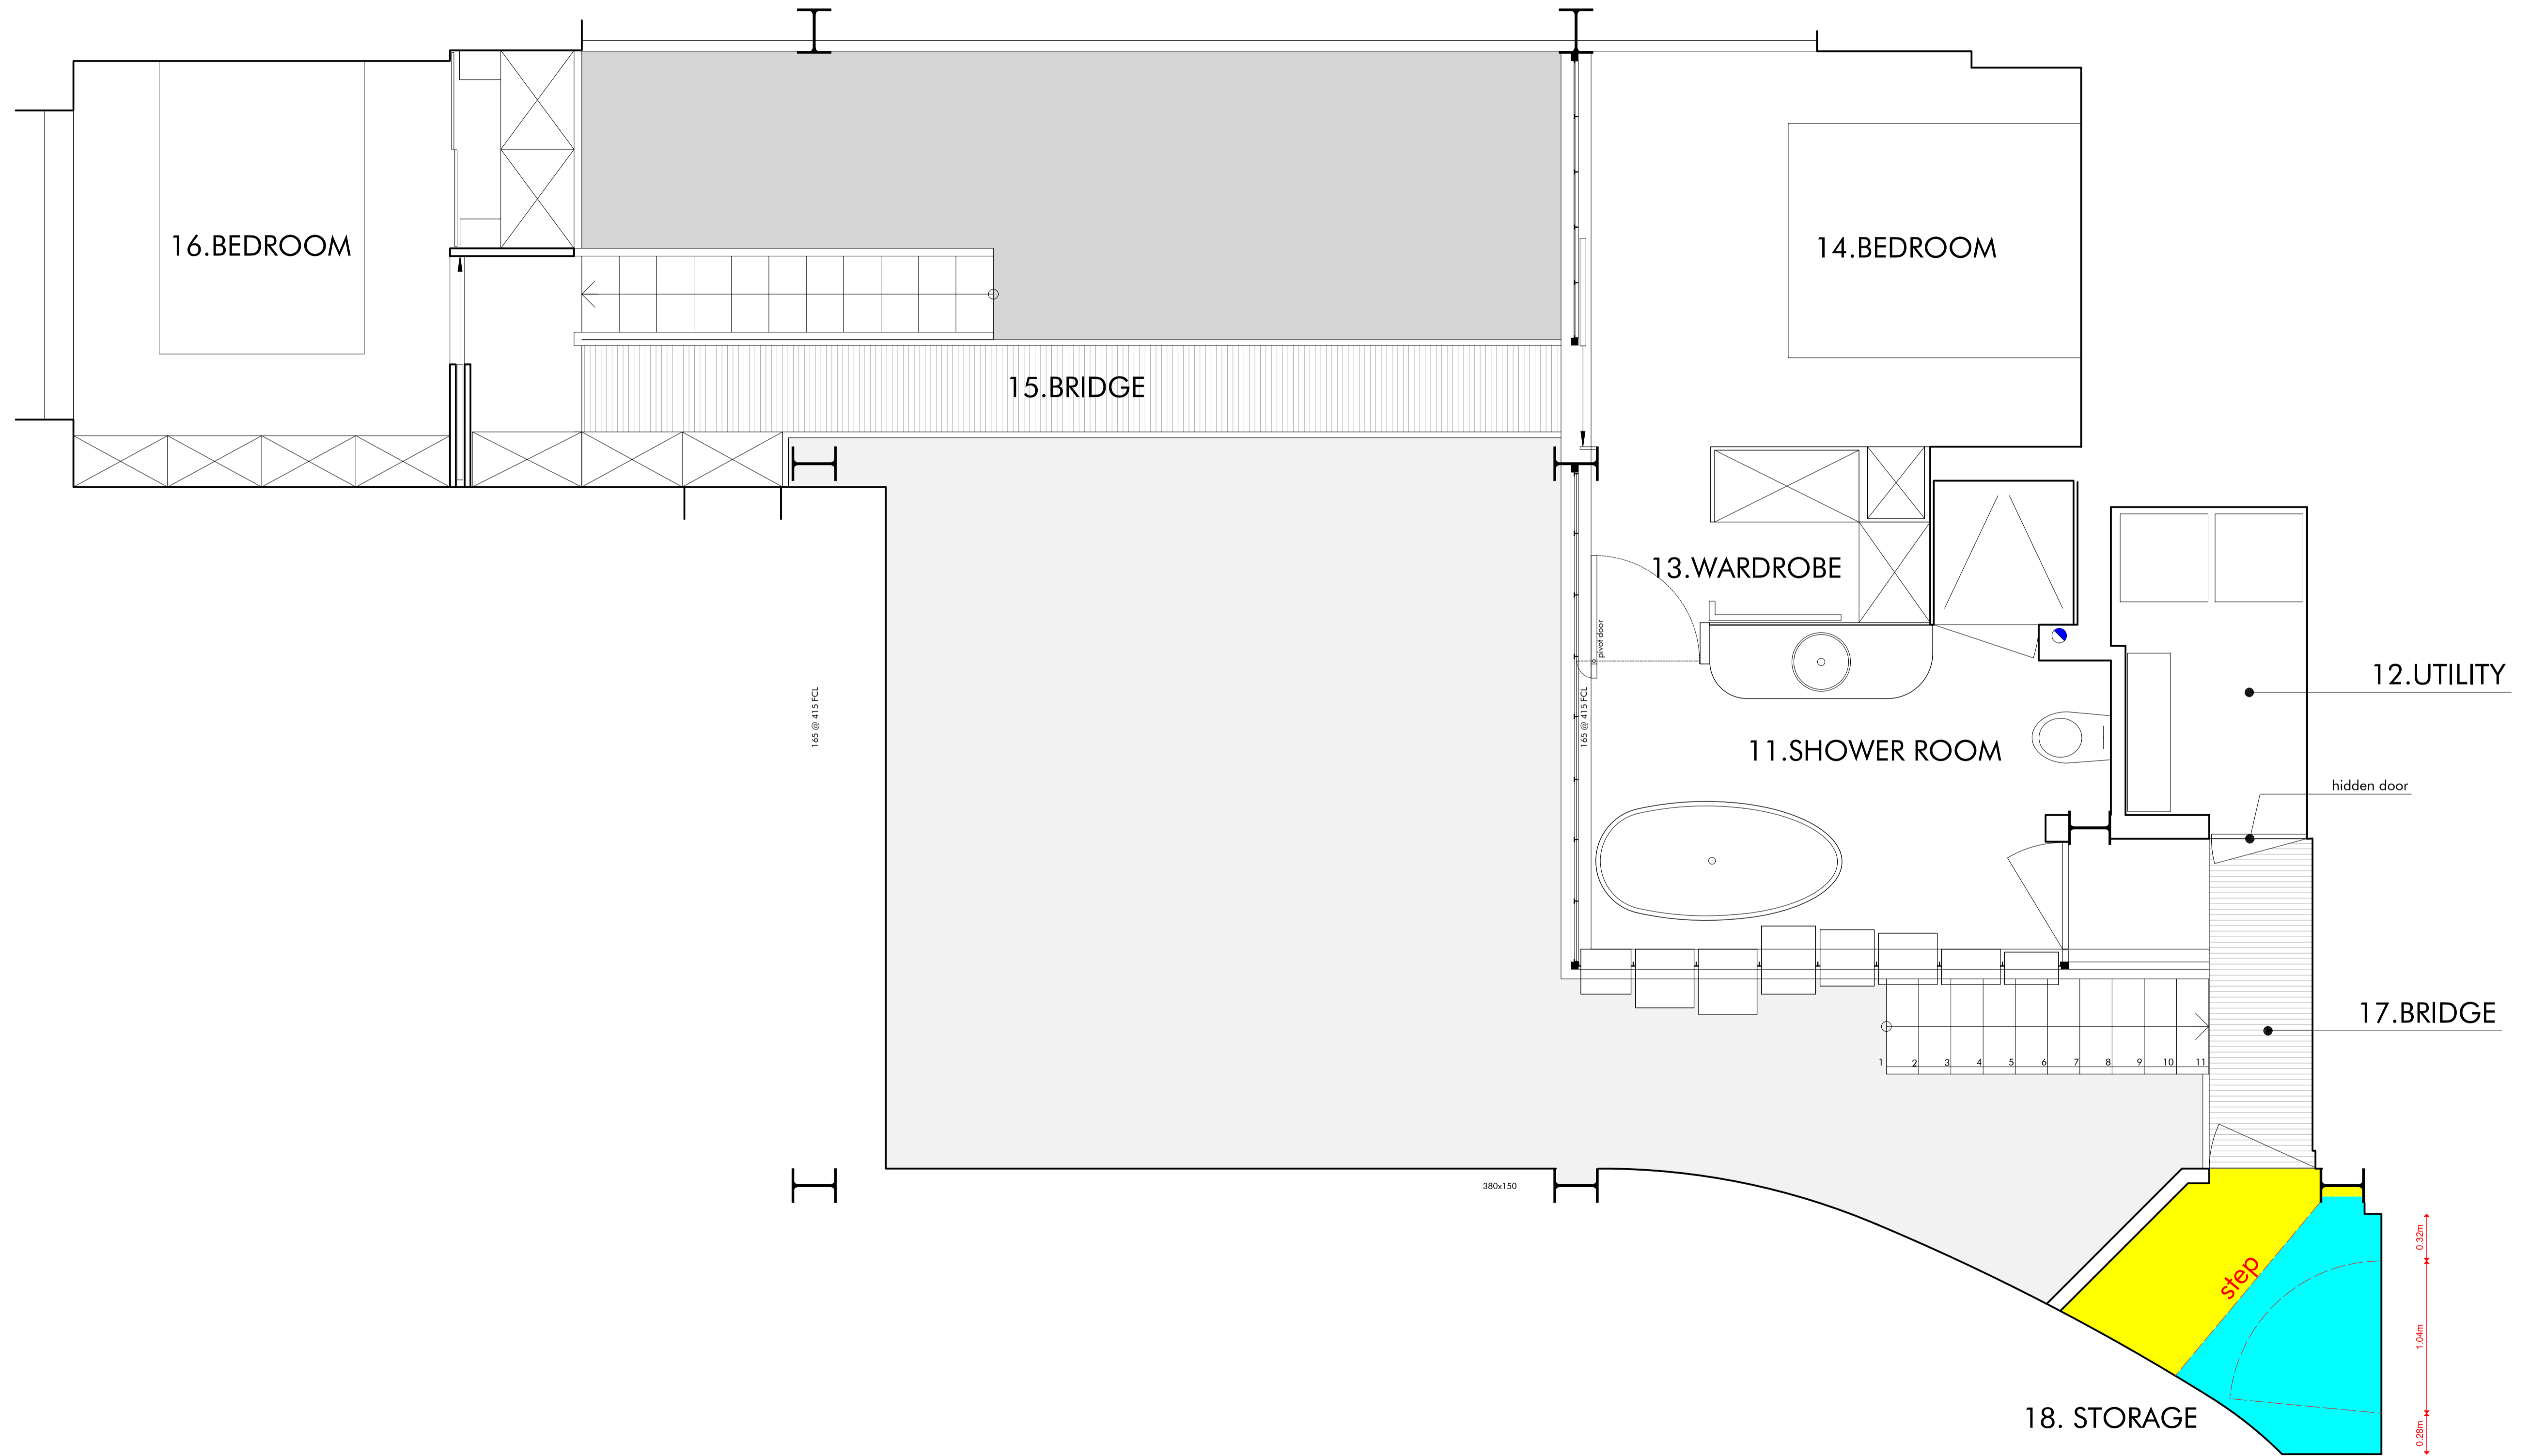 16.BEDROOM
14.BEDROOM
15.BRIDGE
13.WARDROBE
pivot door
12.UTILITY
165 @ 415 FCL
165 @ 415 FCL
11.SHOWER ROOM
hidden door
17.BRIDGE
1 2 3 4 5 6 7 8 9 10 11
380x150
0.32m
step
1.04m
18. STORAGE
0.28m